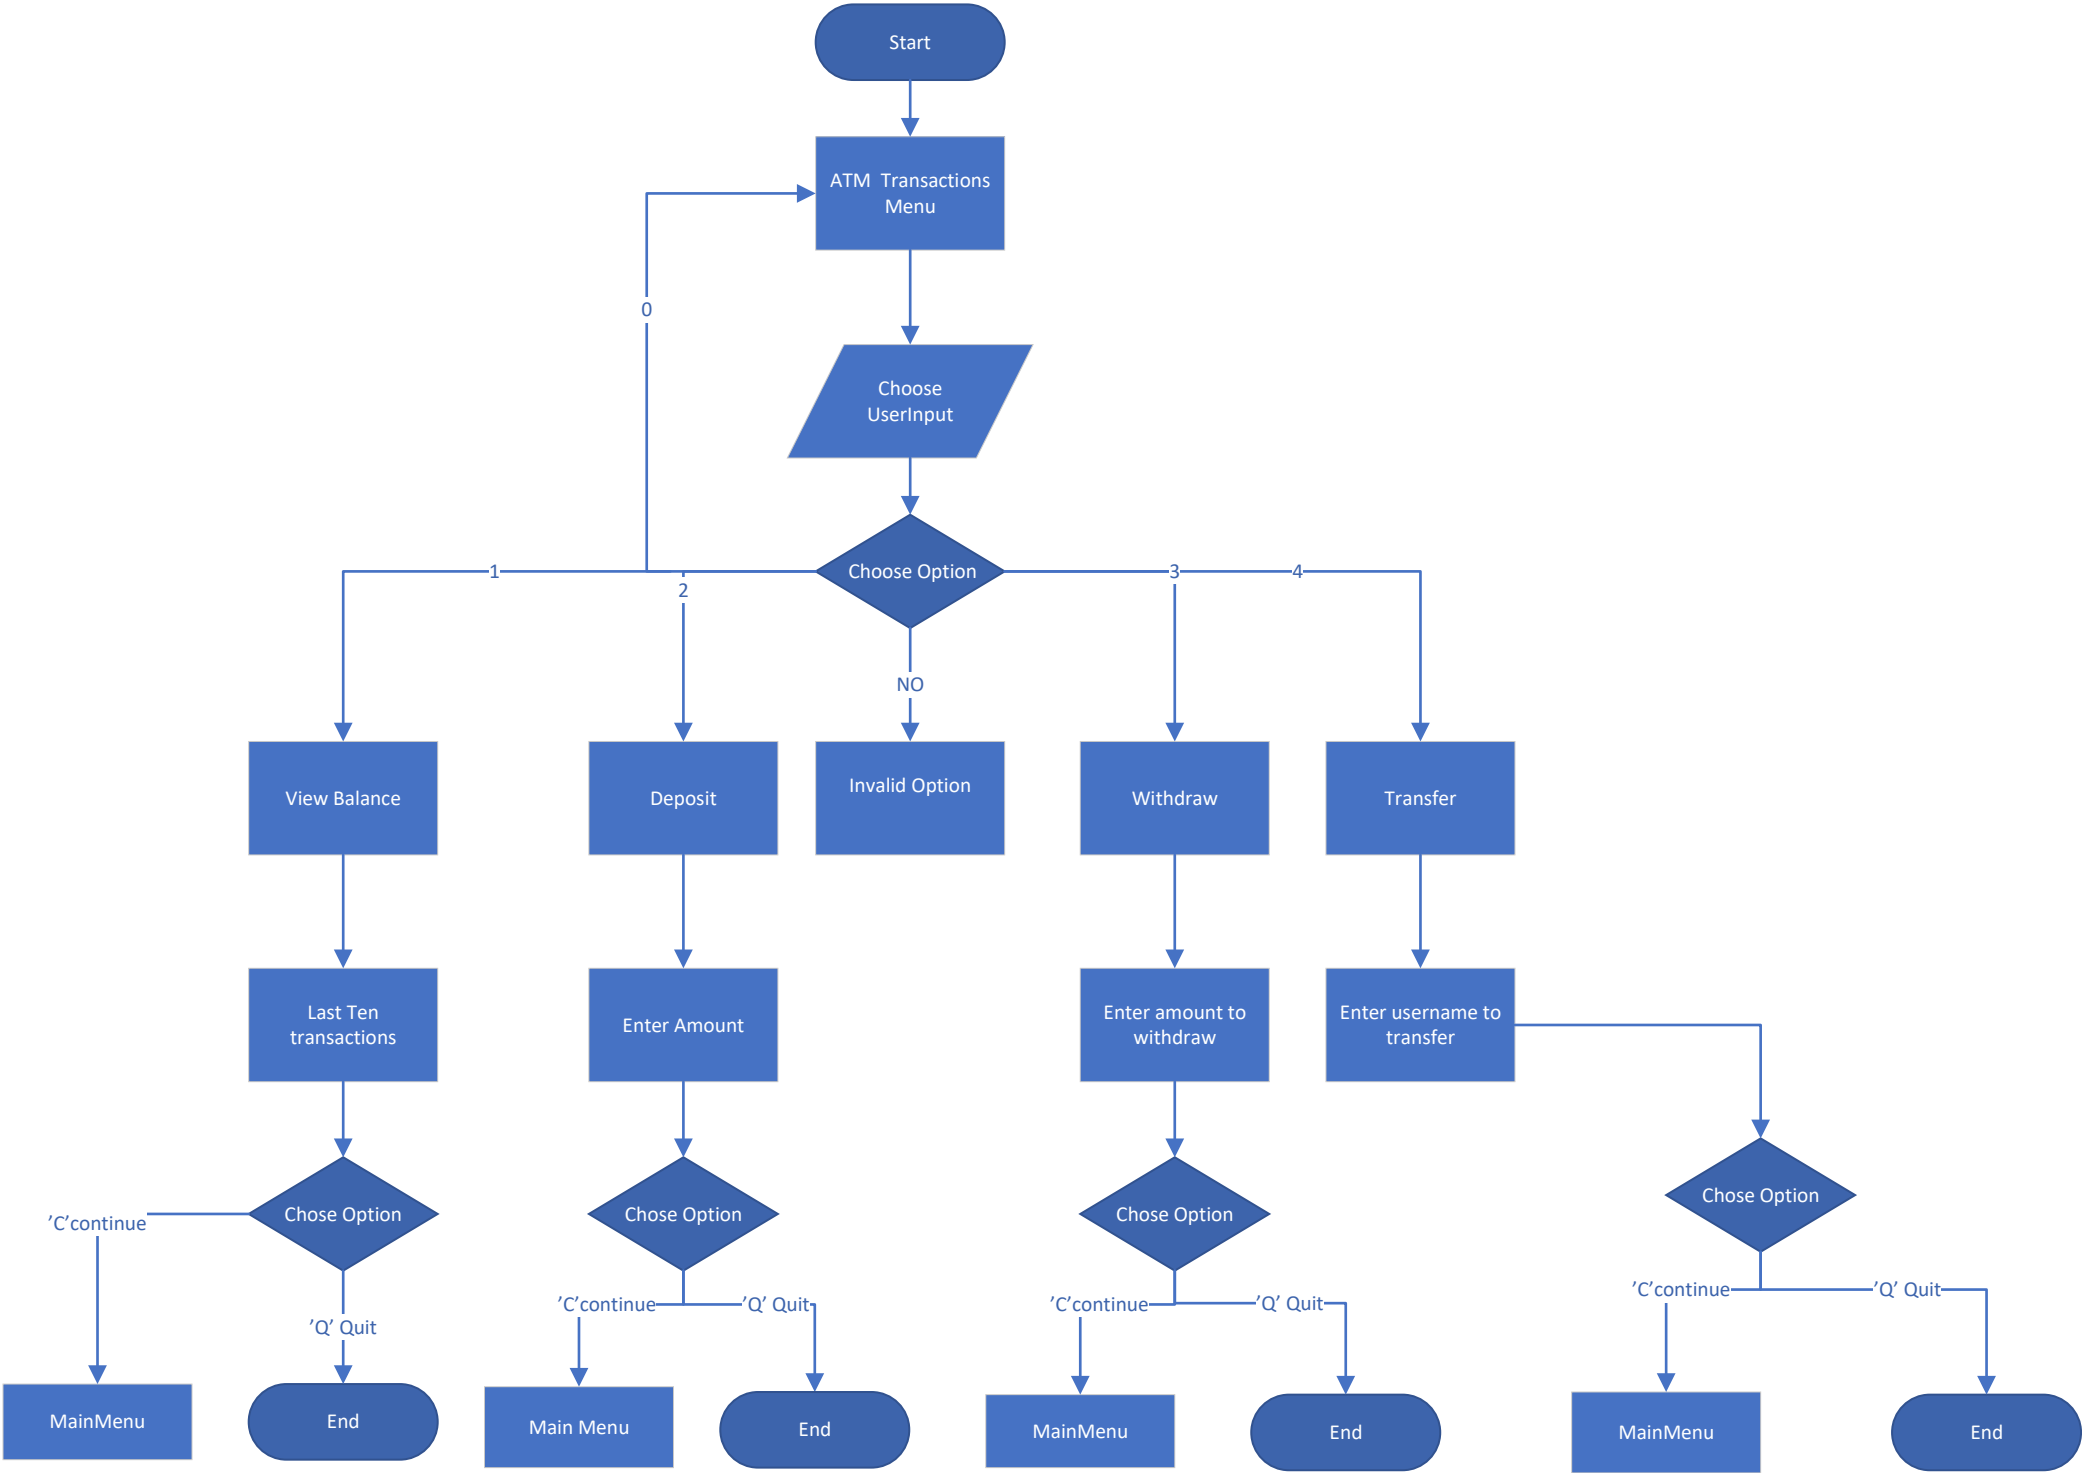 Start
ATM  Transactions
Menu
0
Choose
UserInput
Choose Option
1
2
3
4
NO
View Balance
Deposit
Invalid Option
Withdraw
Transfer
Last Ten
transactions
Enter Amount
Enter amount to
withdraw
Enter username to
transfer
Chose Option
Chose Option
Chose Option
Chose Option
’C’continue
’Q’ Quit
’C’continue
’Q’ Quit
’C’continue
’Q’ Quit
’C’continue
’Q’ Quit
MainMenu
End
Main Menu
End
MainMenu
End
MainMenu
End